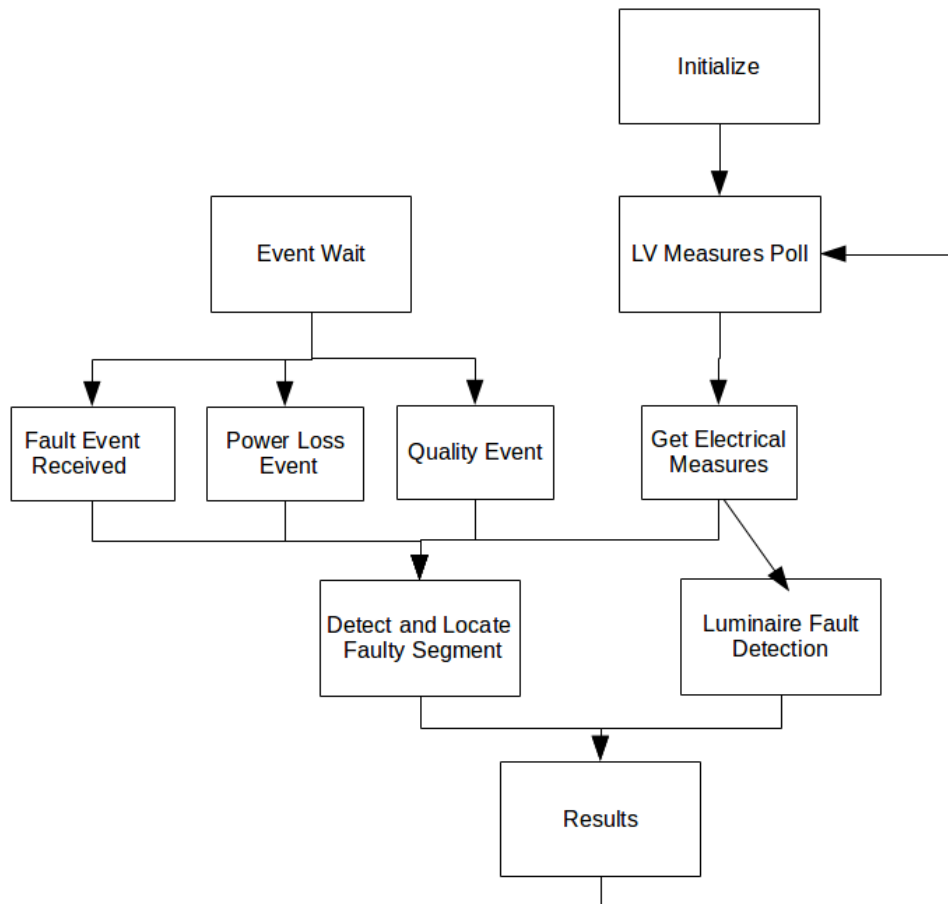 Initialize
Event Wait
LV Measures Poll
Fault Event
Received
Power Loss
Event
Quality Event
Get Electrical
Measures
Detect and Locate
Faulty Segment
Luminaire Fault
Detection
Results